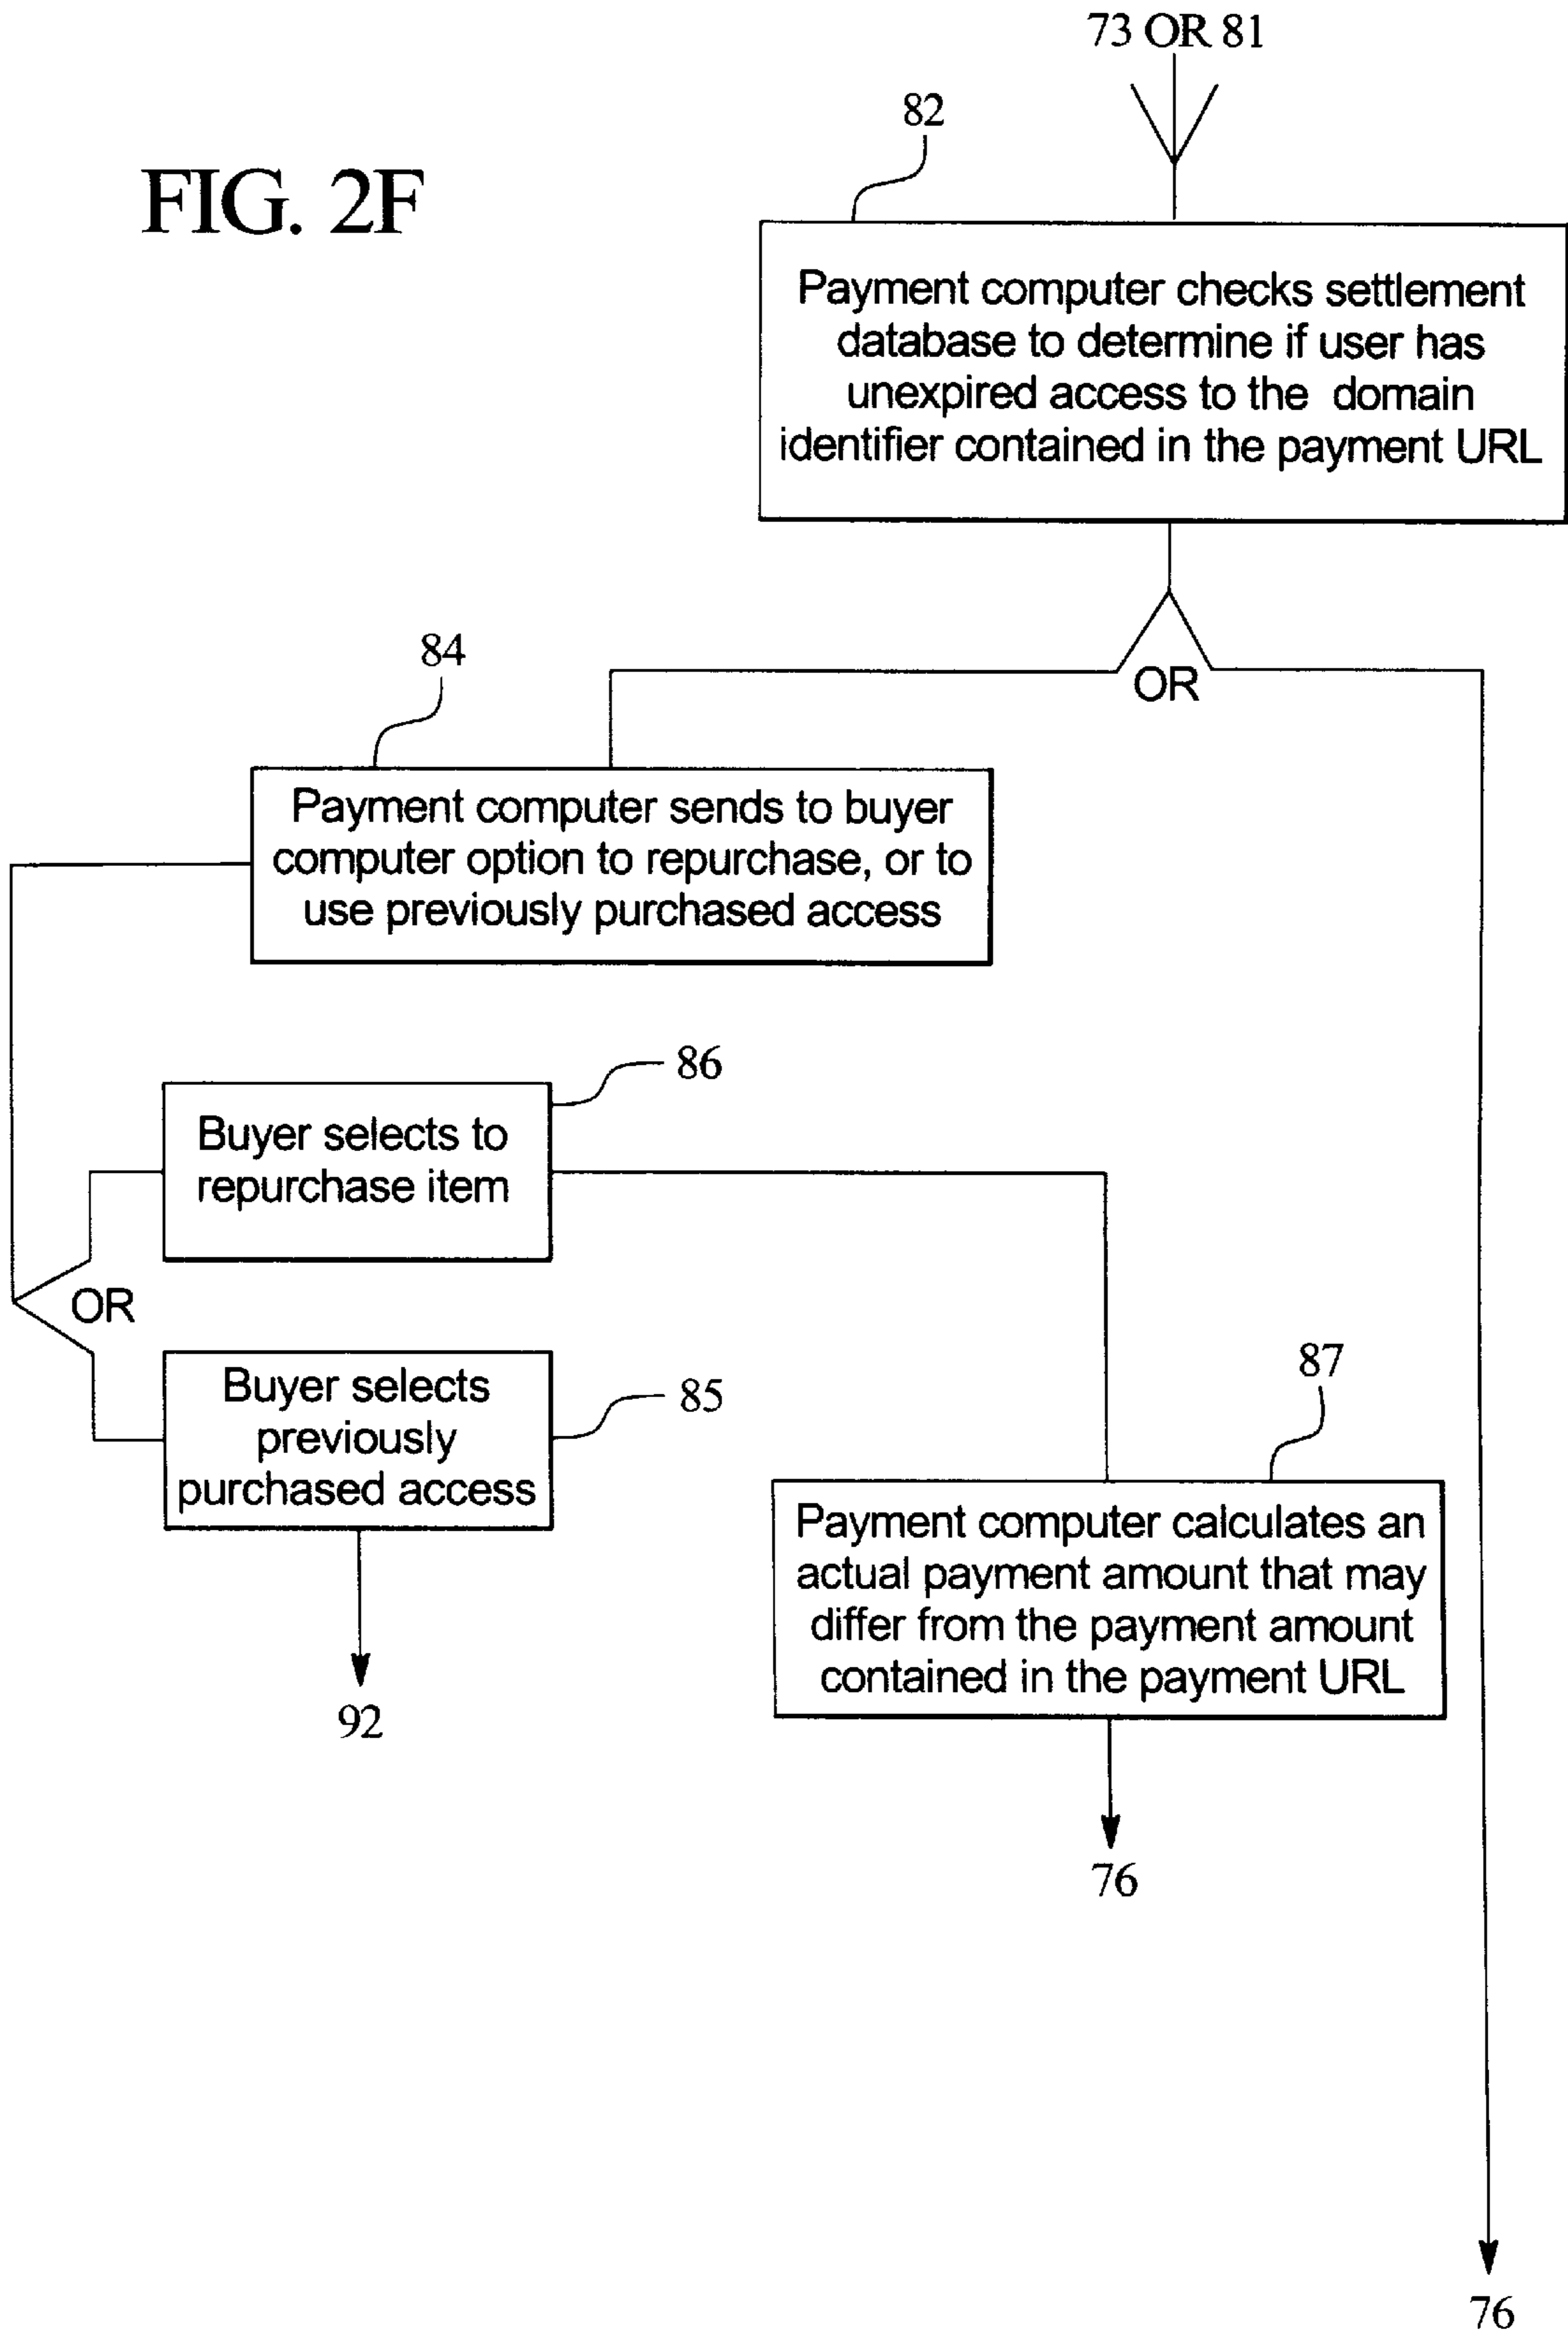 73 OR 81
82
FIG. 2F
Payment computer checks settlement
database to determine if user has
unexpired access to the domain
identifier contained in the payment URL
84
OR
Payment computer sends to buyer
computer option to repurchase, or to
use previously purchased access
86
Buyer selects to
repurchase item
OR
87
Buyer selects
previously
purchased access
85
Payment computer calculates an
actual payment amount that may
differ from the payment amount
contained in the payment URL
92
76
76